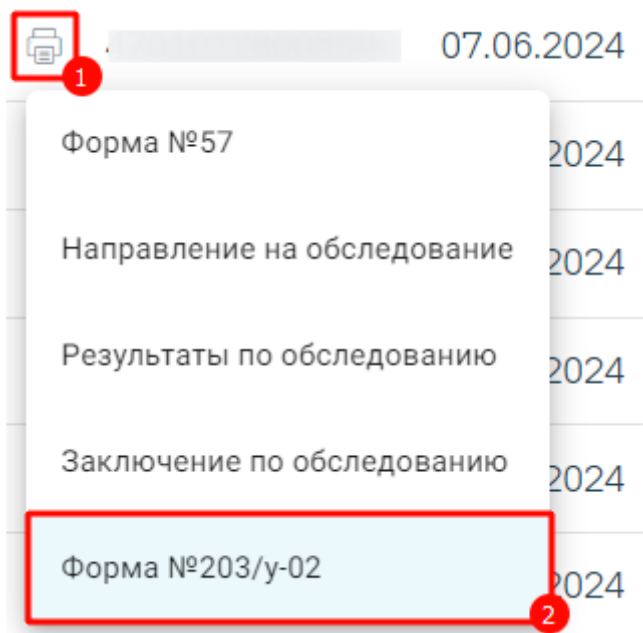 07.06.2024
1
Форма №57
2024
Направление на обследование
2024
Результаты по обследованию
2024
Заключение по обследованию
2024
Форма №203/у-02
2024
2